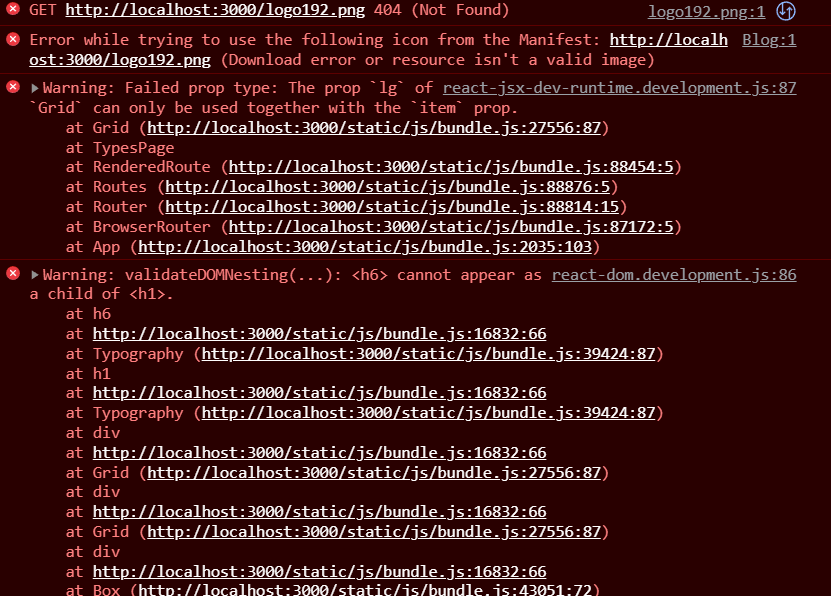 GET http://localhost:3000/logo192.png 404 (Not Found) logo192.png:1
Error while trying to use the following icon from the Manifest: http://localh Blog:1
ost:3000/logo192.png (Download error or resource isn't a valid image)
Warning: Failed prop type: The prop `lg` of react-jsx-dev-runtime.development.js:87
`Grid` can only be used together with the `item` prop.
at Grid (http://localhost:3000/static/js/bundle.js:27556:87)
at TypesPage
at RenderedRoute (http://localhost:3000/static/js/bundle.js:88454:5)
at Routes (http://localhost:3000/static/js/bundle.js:88876:5)
at Router (http://localhost:3000/static/js/bundle.js:88814:15)
at BrowserRouter (http://localhost:3000/static/js/bundle.js:87172:5)
at App (http://localhost:3000/static/js/bundle.js:2035:103)
Warning: validateDOMNesting(...): <h6> cannot appear as react-dom.development.js:86
a child of <h1>.
at h6
at http://localhost:3000/static/js/bundle.js:16832:66
at Typography (http://localhost:3000/static/js/bundle.js:39424:87)
at h1
at http://localhost:3000/static/js/bundle.js:16832:66
at Typography (http://localhost:3000/static/js/bundle.js:39424:87)
at div
at http://localhost:3000/static/js/bundle.js:16832:66
at Grid (http://localhost:3000/static/js/bundle.js:27556:87)
at div
at http://localhost:3000/static/js/bundle.js:16832:66
at Grid (http://localhost:3000/static/js/bundle.js:27556:87)
at div
at http://localhost:3000/static/js/bundle.js:16832:66
at Box (http://localhost:3000/static/js/bundle.js:43051:72)